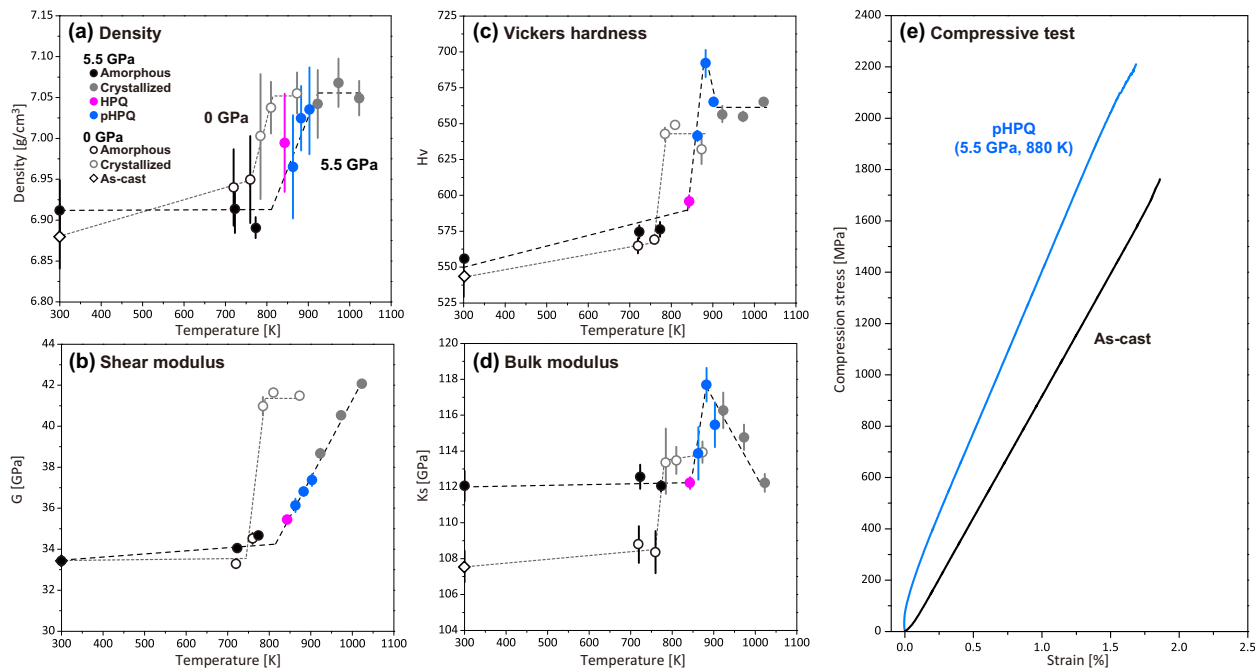 (a) Density
7.15
7.10
7.05
7.00
6.95
6.90
6.85
6.80
Density [g/cm³]
5.5 GPa
Amorphous
Crystallized
HPQ
pHPQ
0 GPa
Amorphous
Crystallized
As-cast
0 GPa
5.5 GPa
300 400 500 600 700 800 900 1000 1100
Temperature [K]
(c) Vickers hardness
725
700
675
650
625
600
575
550
525
Hv
300 400 500 600 700 800 900 1000 1100
Temperature [K]
(b) Shear modulus
44
42
40
38
36
34
32
30
G [GPa]
300 400 500 600 700 800 900 1000 1100
Temperature [K]
(d) Bulk modulus
120
118
116
114
112
110
108
106
104
Ks [GPa]
300 400 500 600 700 800 900 1000 1100
Temperature [K]
(e) Compressive test
2400
2200
2000
1800
1600
1400
1200
1000
800
600
400
200
0
Compression stress [MPa]
pHPQ
(5.5 GPa, 880 K)
As-cast
0.0 0.5 1.0 1.5 2.0 2.5
Strain [%]